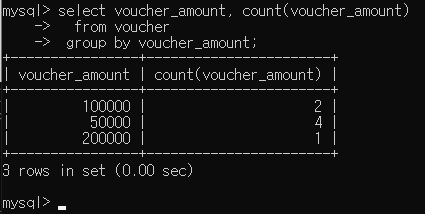 mysql> select voucher_amount, count(voucher_amount)
    -> from voucher
    -> group by voucher_amount;
+----------------+-----------------------+
| voucher_amount | count(voucher_amount) |
+----------------+-----------------------+
|         100000 |                     2 |
|          50000 |                     4 |
|         200000 |                     1 |
+----------------+-----------------------+
3 rows in set (0.00 sec)
mysql> _